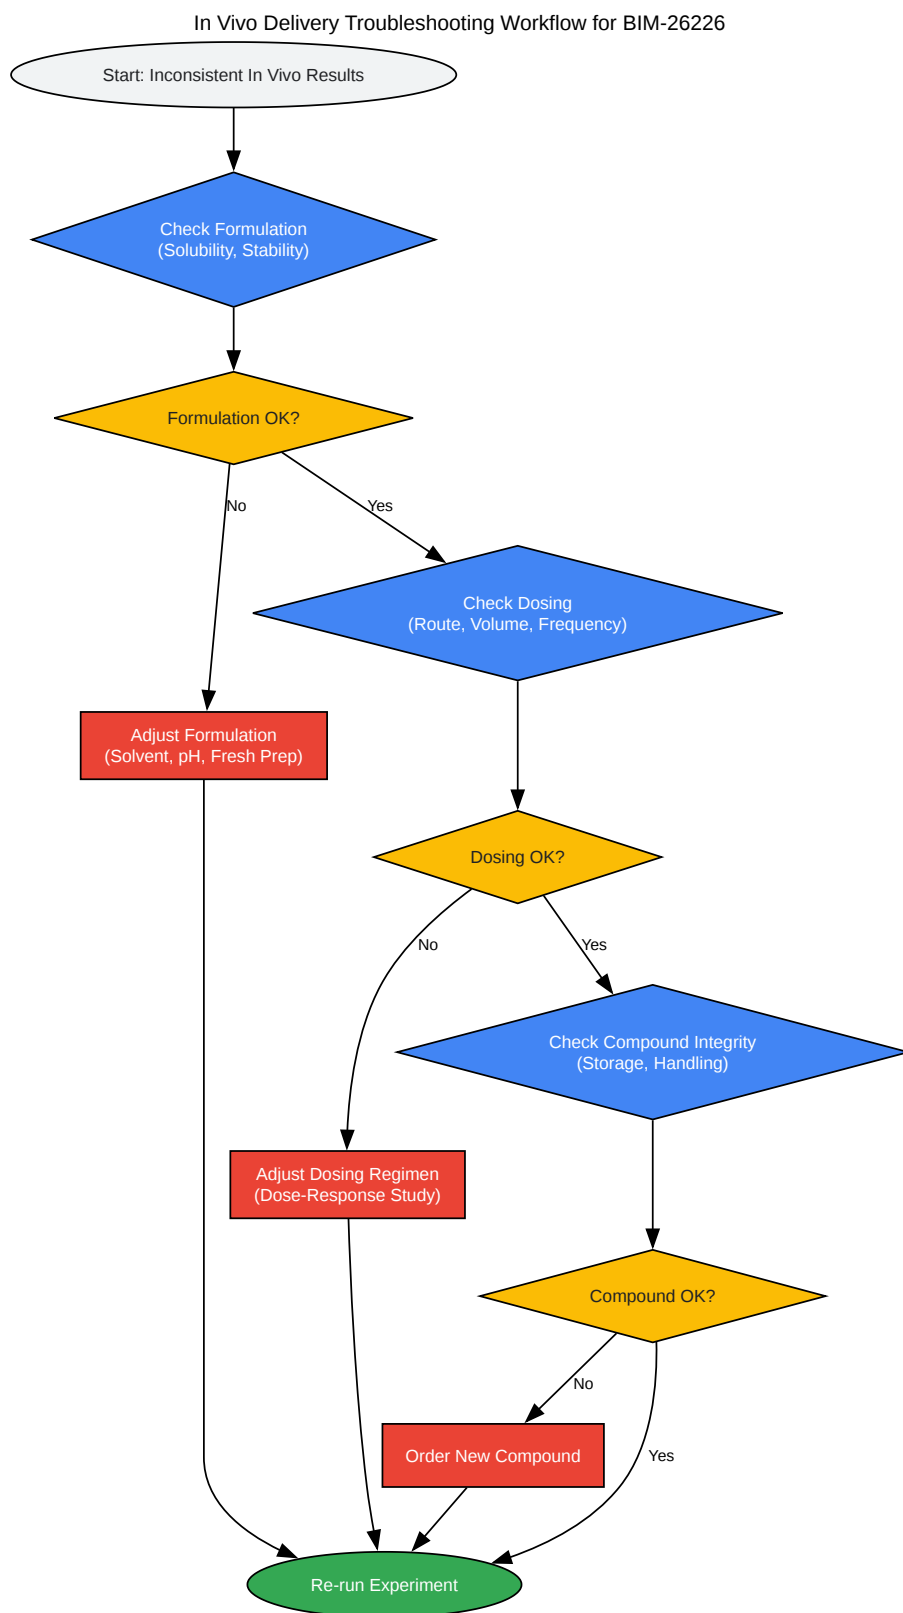 In Vivo Delivery Troubleshooting Workflow for BIM-26226
Start: Inconsistent In Vivo Results
Check Formulation
(Solubility, Stability)
Formulation OK?
No
Yes
Check Dosing
(Route, Volume, Frequency)
Adjust Formulation
(Solvent, pH, Fresh Prep)
Dosing OK?
No
Yes
Check Compound Integrity
(Storage, Handling)
Adjust Dosing Regimen
(Dose-Response Study)
Compound OK?
No
Order New Compound
Yes
Re-run Experiment